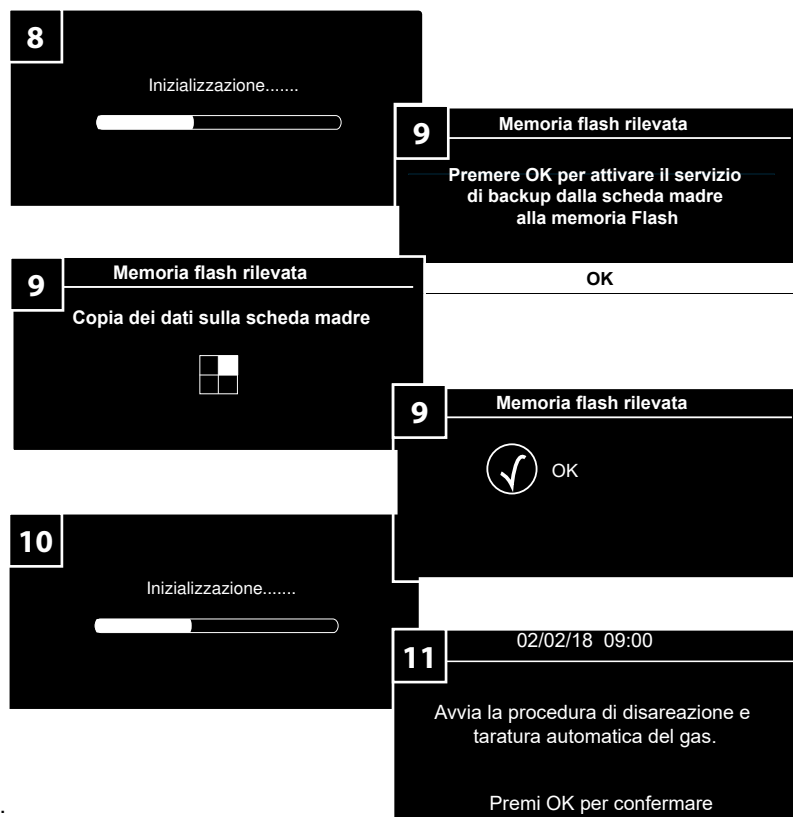 8
Inizializzazione.......
9
Memoria flash rilevata
Premere OK per attivare il servizio
di backup dalla scheda madre
alla memoria Flash
OK
9
Memoria flash rilevata
Copia dei dati sulla scheda madre
9
Memoria flash rilevata
OK
10
Inizializzazione.......
11
02/02/18 09:00
Avvia la procedura di disareazione e
taratura automatica del gas.
Premi OK per confermare
.